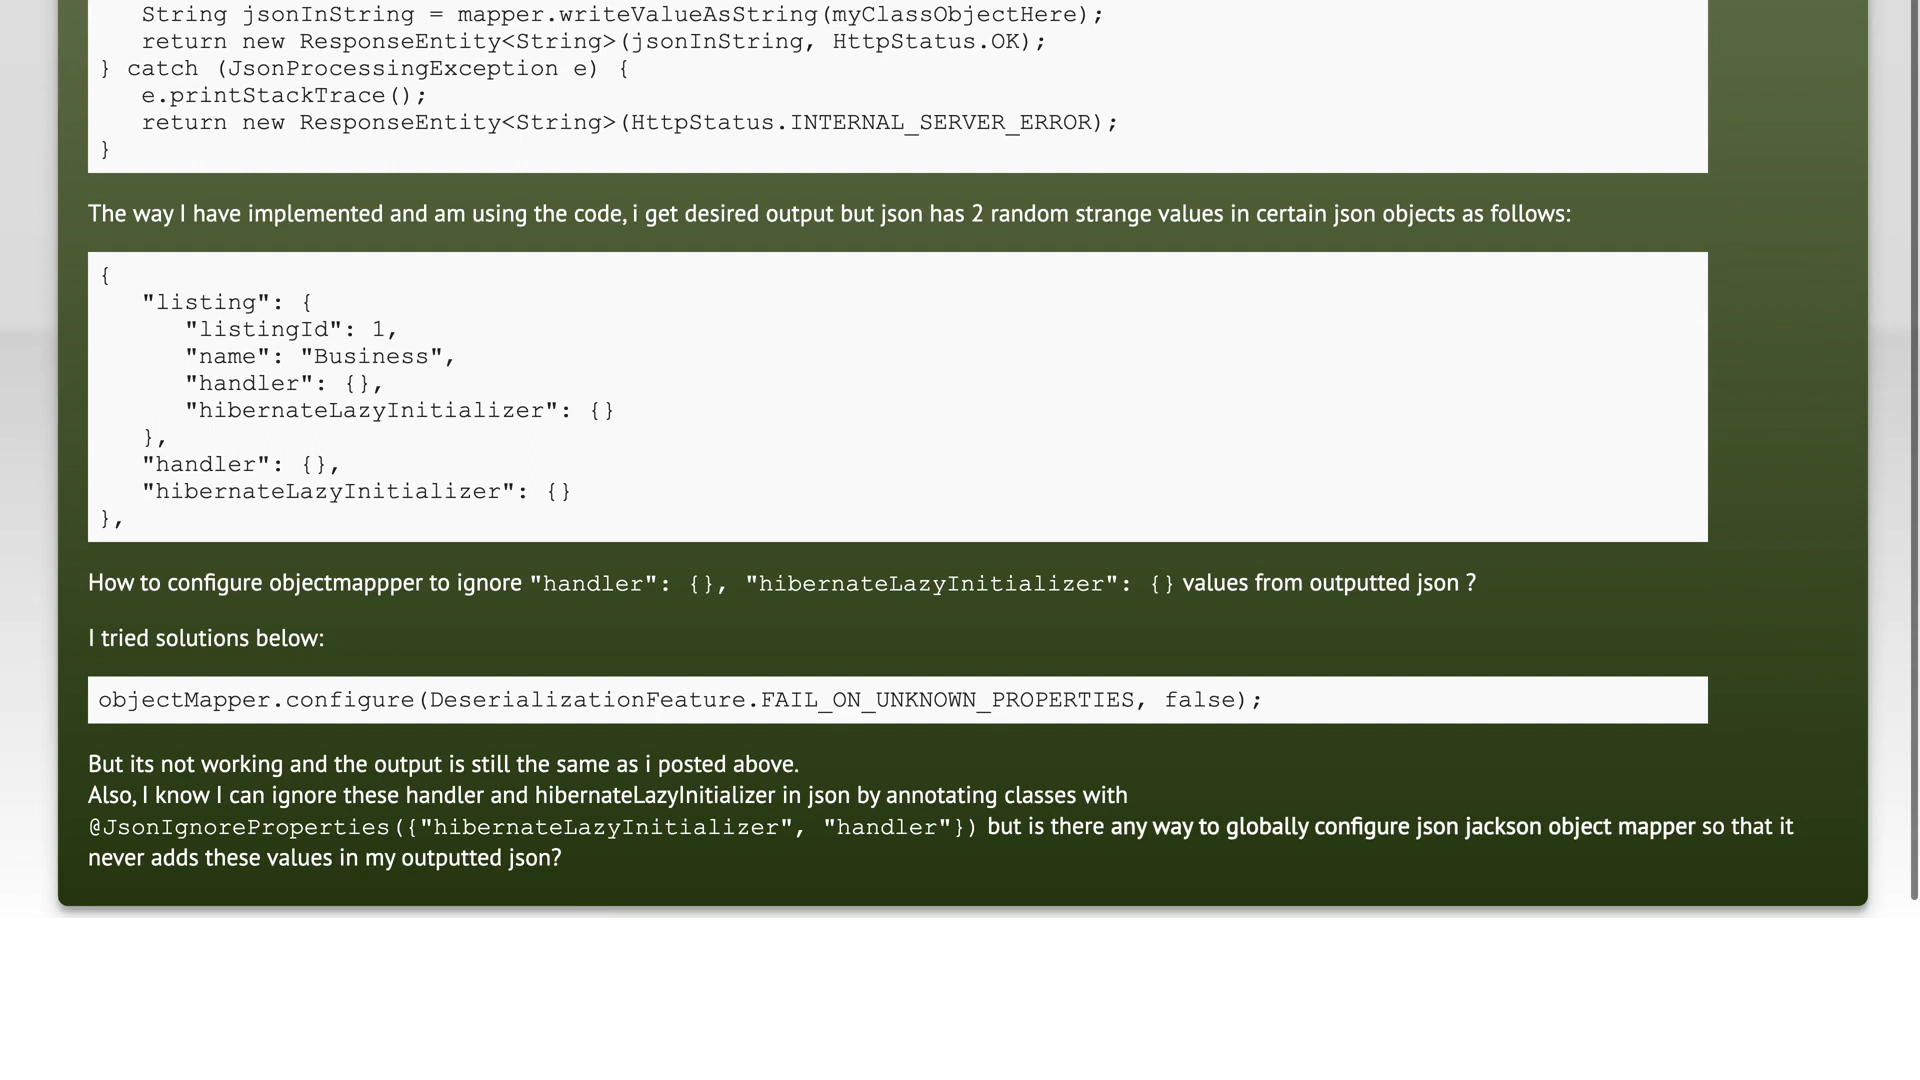 String jsonInString = mapper.writeValueAsString(myClassObjectHere);
return new ResponseEntity<String>(jsonInString, HttpStatus.OK);
} catch (JsonProcessingException e) {
e.printStackTrace();
return new ResponseEntity<String>(HttpStatus.INTERNAL_SERVER_ERROR);
}
The way I have implemented and am using the code, i get desired output but json has 2 random strange values in certain json objects as follows:
{
"listing": {
"listingId": 1,
"name": "Business",
"handler": {},
"hibernateLazyInitializer": {}
},
"handler": {},
"hibernateLazyInitializer": {}
},
How to configure objectmappper to ignore "handler": {}, "hibernateLazyInitializer": {} values from outputted json ?
I tried solutions below:
objectMapper.configure(DeserializationFeature.FAIL_ON_UNKNOWN_PROPERTIES, false);
But its not working and the output is still the same as i posted above.
Also, I know I can ignore these handler and hibernateLazyInitializer in json by annotating classes with
@JsonIgnoreProperties({"hibernateLazyInitializer", "handler"}) but is there any way to globally configure json jackson object mapper so that it
never adds these values in my outputted json?